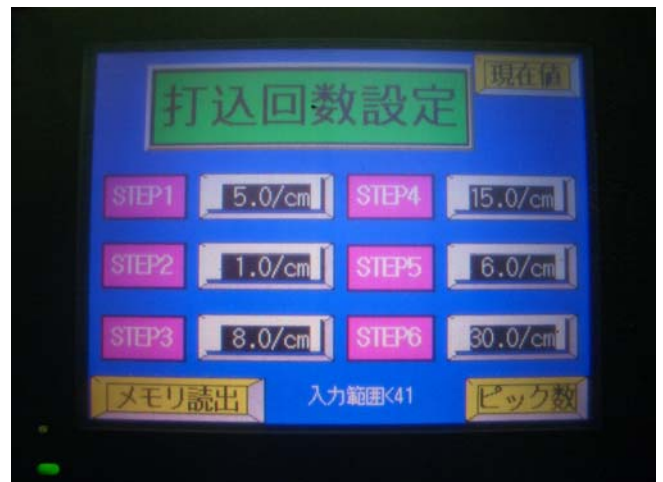 現在値
打込回数設定
STEP1 5.0/cm STEP4 15.0/cm
STEP2 1.0/cm STEP5 6.0/cm
STEP3 8.0/cm STEP6 30.0/cm
メモリ読出 入力範囲<41 ピック数